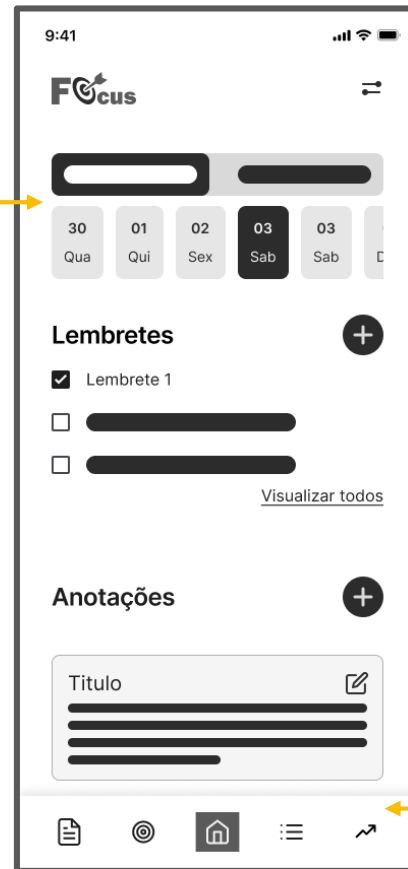 9:41
FOcus
30 01 02 03 03
Qua Qui Sex Sab Sab
Lembretes
Lembrete 1
Visualizar todos
Anotações
Titulo